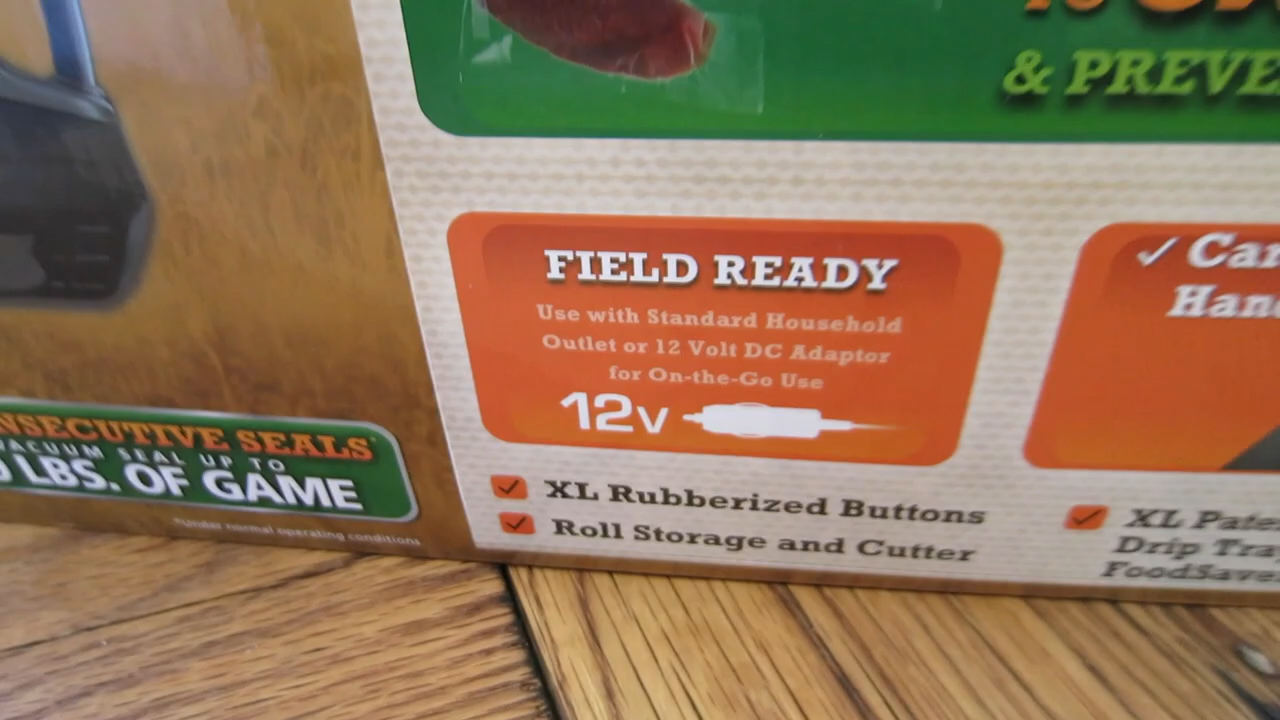 & PREVE
FIELD READY
Use with Standard Household
Outlet or 12 Volt DC Adaptor
for On-the-Go Use
12v
✓ Car
Han
NSECUTIVE SEALS*
VACUUM SEAL UP TO
0 LBS. OF GAME
*Under normal operating conditions
XL Rubberized Buttons
Roll Storage and Cutter
XL Pate
Drip Tra
FoodSave